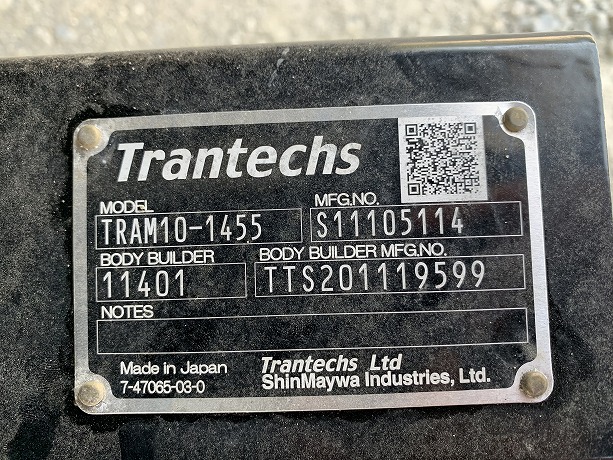 Trantechs
MODEL MFG.NO.
TRAM10-1455 S11105114
BODY BUILDER BODY BUILDER MFG.NO.
11401 TTS201119599
NOTES
Made in Japan Trantechs Ltd
7-47065-03-0 ShinMaywa Industries, Ltd.